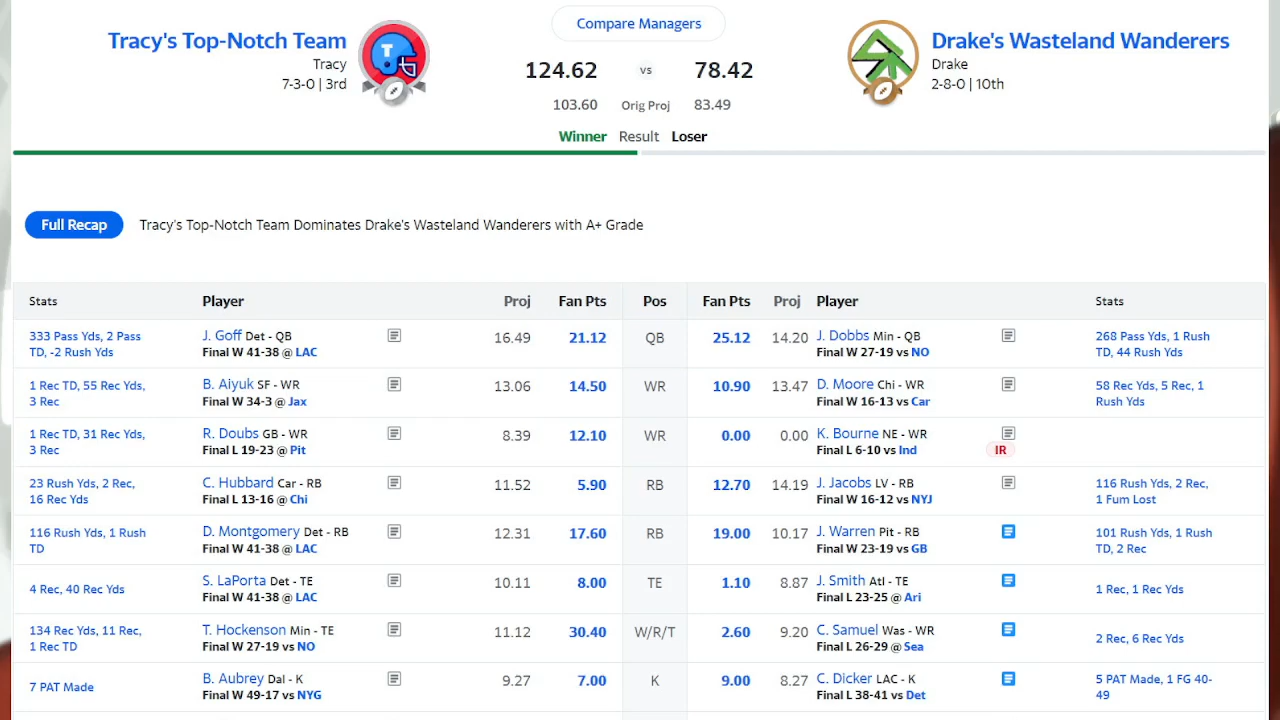 Compare Managers
Tracy's Top-Notch Team
Tracy
7-3-0 | 3rd
T
124.62 vs 78.42
103.60 Orig Proj 83.49
Winner Result Loser
Drake's Wasteland Wanderers
Drake
2-8-0 | 10th
Full Recap Tracy's Top-Notch Team Dominates Drake's Wasteland Wanderers with A+ Grade
Stats Player Proj Fan Pts Pos Fan Pts Proj Player Stats
333 Pass Yds, 2 Pass J. Goff Det - QB 16.49 21.12 QB 25.12 14.20 J. Dobbs Min - QB 268 Pass Yds, 1 Rush
TD, -2 Rush Yds Final W 41-38 @ LAC Final W 27-19 vs NO TD, 44 Rush Yds
1 Rec TD, 55 Rec Yds, B. Aiyuk SF - WR 13.06 14.50 WR 10.90 13.47 D. Moore Chi - WR 58 Rec Yds, 5 Rec, 1
3 Rec Final W 34-3 @ Jax Final W 16-13 vs Car Rush Yds
1 Rec TD, 31 Rec Yds, R. Doubs GB - WR 8.39 12.10 WR 0.00 0.00 K. Bourne NE - WR
3 Rec Final L 19-23 @ Pit Final L 6-10 vs Ind IR
23 Rush Yds, 2 Rec, C. Hubbard Car - RB 11.52 5.90 RB 12.70 14.19 J. Jacobs LV - RB 116 Rush Yds, 2 Rec,
16 Rec Yds Final L 13-16 @ Chi Final W 16-12 vs NYJ 1 Fum Lost
116 Rush Yds, 1 Rush D. Montgomery Det - RB 12.31 17.60 RB 19.00 10.17 J. Warren Pit - RB 101 Rush Yds, 1 Rush
TD Final W 41-38 @ LAC Final W 23-19 vs GB TD, 2 Rec
4 Rec, 40 Rec Yds S. LaPorta Det - TE 10.11 8.00 TE 1.10 8.87 J. Smith Atl - TE 1 Rec, 1 Rec Yds
Final W 41-38 @ LAC Final L 23-25 @ Ari
134 Rec Yds, 11 Rec, T. Hockenson Min - TE 11.12 30.40 W/R/T 2.60 9.20 C. Samuel Was - WR 2 Rec, 6 Rec Yds
1 Rec TD Final W 27-19 vs NO Final L 26-29 @ Sea
7 PAT Made B. Aubrey Dal - K 9.27 7.00 K 9.00 8.27 C. Dicker LAC - K 5 PAT Made, 1 FG 40-
Final W 49-17 vs NYG Final L 38-41 vs Det 49